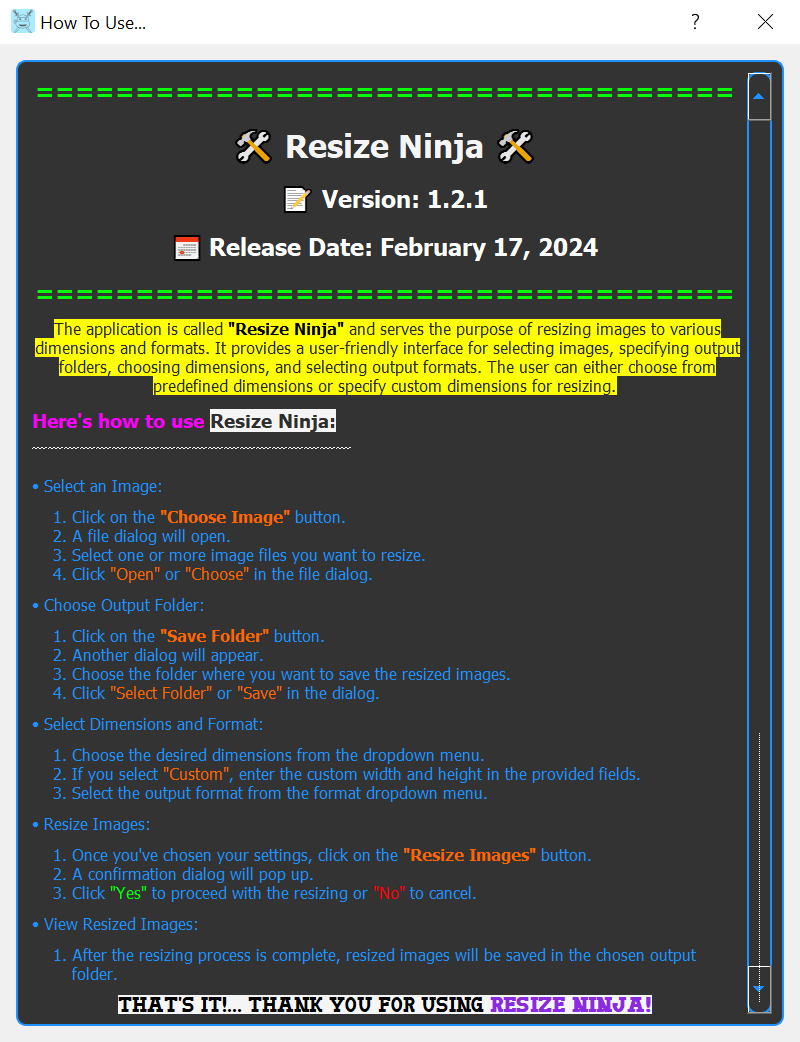 How To Use...
?
===================================
🛠 Resize Ninja 🛠
📝 Version: 1.2.1
📅 Release Date: February 17, 2024
===================================
The application is called "Resize Ninja" and serves the purpose of resizing images to various
dimensions and formats. It provides a user-friendly interface for selecting images, specifying output
folders, choosing dimensions, and selecting output formats. The user can either choose from
predefined dimensions or specify custom dimensions for resizing.
Here's how to use Resize Ninja:
• Select an Image:
1. Click on the "Choose Image" button.
2. A file dialog will open.
3. Select one or more image files you want to resize.
4. Click "Open" or "Choose" in the file dialog.
• Choose Output Folder:
1. Click on the "Save Folder" button.
2. Another dialog will appear.
3. Choose the folder where you want to save the resized images.
4. Click "Select Folder" or "Save" in the dialog.
• Select Dimensions and Format:
1. Choose the desired dimensions from the dropdown menu.
2. If you select "Custom", enter the custom width and height in the provided fields.
3. Select the output format from the format dropdown menu.
• Resize Images:
1. Once you've chosen your settings, click on the "Resize Images" button.
2. A confirmation dialog will pop up.
3. Click "Yes" to proceed with the resizing or "No" to cancel.
• View Resized Images:
1. After the resizing process is complete, resized images will be saved in the chosen output
folder.
THAT'S IT!... THANK YOU FOR USING RESIZE NINJA!